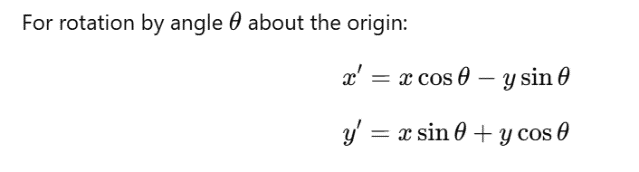 For rotation by angle θ about the origin:
x′ = x cos θ − y sin θ
y′ = x sin θ + y cos θ